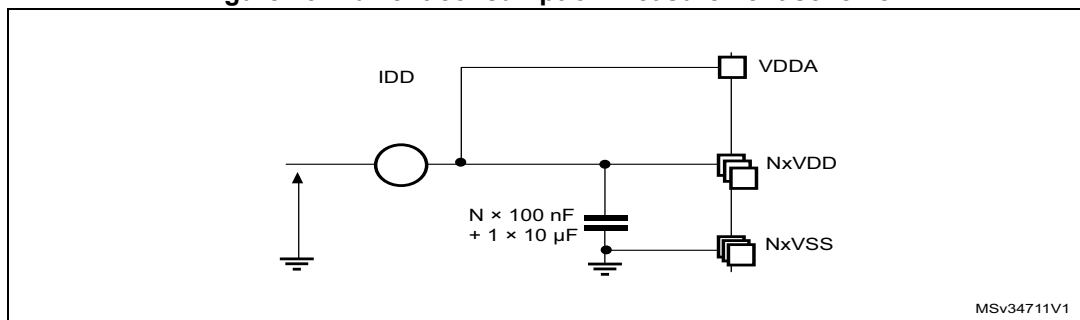 IDD
VDDA
NxVDD
N × 100 nF
+ 1 × 10 µF
NxVSS
MSv34711V1